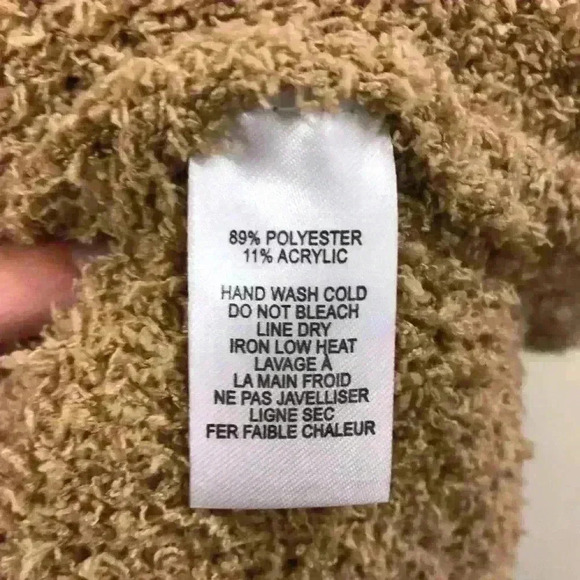 89% POLYESTER
11% ACRYLIC
HAND WASH COLD
DO NOT BLEACH
LINE DRY
IRON LOW HEAT
LAVAGE À
LA MAIN FROID
NE PAS JAVELLISER
LIGNE SEC
FER FAIBLE CHALEUR